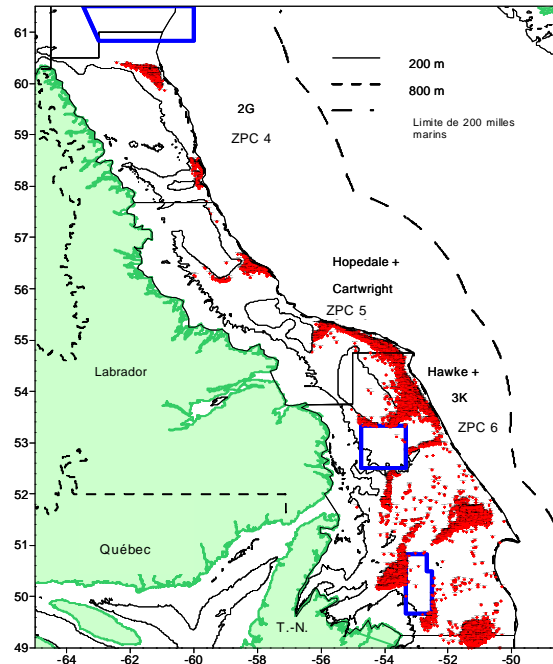 61
60
59
58
57
56
55
54
53
52
51
50
49
-64
-62
-60
-58
-56
-54
-52
-50
200 m
800 m
Limite de 200 milles
marins
2G
ZPC 4
Hopedale +
Cartwright
ZPC 5
Labrador
Hawke +
3K
ZPC 6
Québec
T.-N.